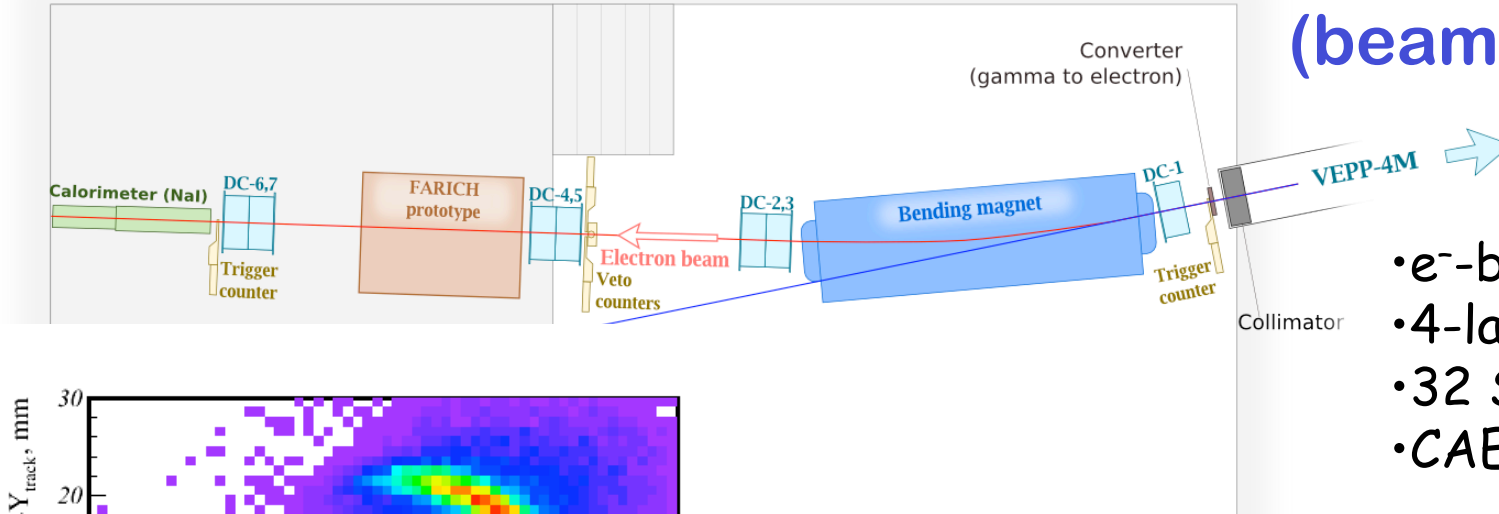 (beam
Converter
(gamma to electron)
VEPP-4M
DC-1
Calorimeter (NaI)
DC-6,7
FARICH
prototype
DC-4,5
DC-2,3
Bending magnet
Electron beam
Trigger
counter
Veto
counters
Trigger
counter
Collimator
•e⁻-b
•4-la
•32
•CAE
30
20
Y track, mm